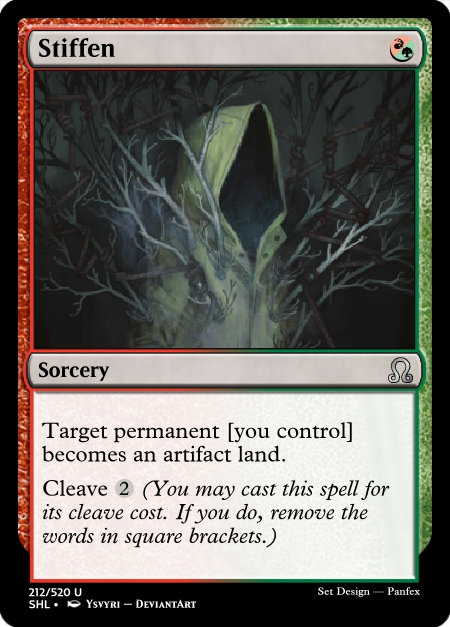 Stiffen
Sorcery
Target permanent [you control]
becomes an artifact land.
Cleave 2 (You may cast this spell for
its cleave cost. If you do, remove the
words in square brackets.)
212/520 U
Set Design — Panfex
SHL • Ysvyri — DeviantArt